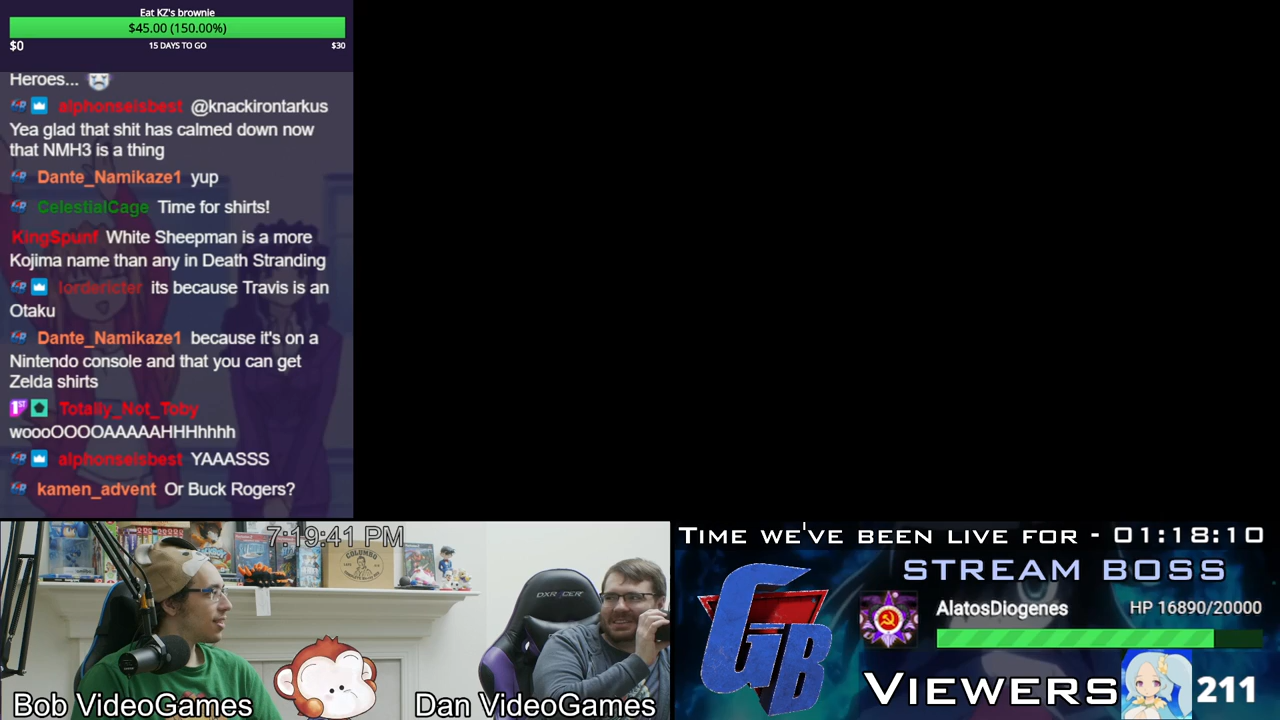 Eat KZ's brownie
$45.00 (150.00%)
$0 15 DAYS TO GO $30
Heroes...
alphonseisbest @knackirontarkus
Yea glad that shit has calmed down now
that NMH3 is a thing
Dante_Namikaze1 yup
CelestialCage Time for shirts!
KingSpunf White Sheepman is a more
Kojima name than any in Death Stranding
lordericter its because Travis is an
Otaku
Dante_Namikaze1 because it's on a
Nintendo console and that you can get
Zelda shirts
1ST Totally_Not_Toby
woooOOOOAAAAAHHHhhhh
alphonseisbest YAAASSS
kamen_advent Or Buck Rogers?
7:19:41 PM
COLUMBO
DXRACER
Bob VideoGames
Dan VideoGames
Time we've been live for - 01:18:10
STREAM BOSS
AlatosDiogenes HP 16890/20000
GB
Viewers 211